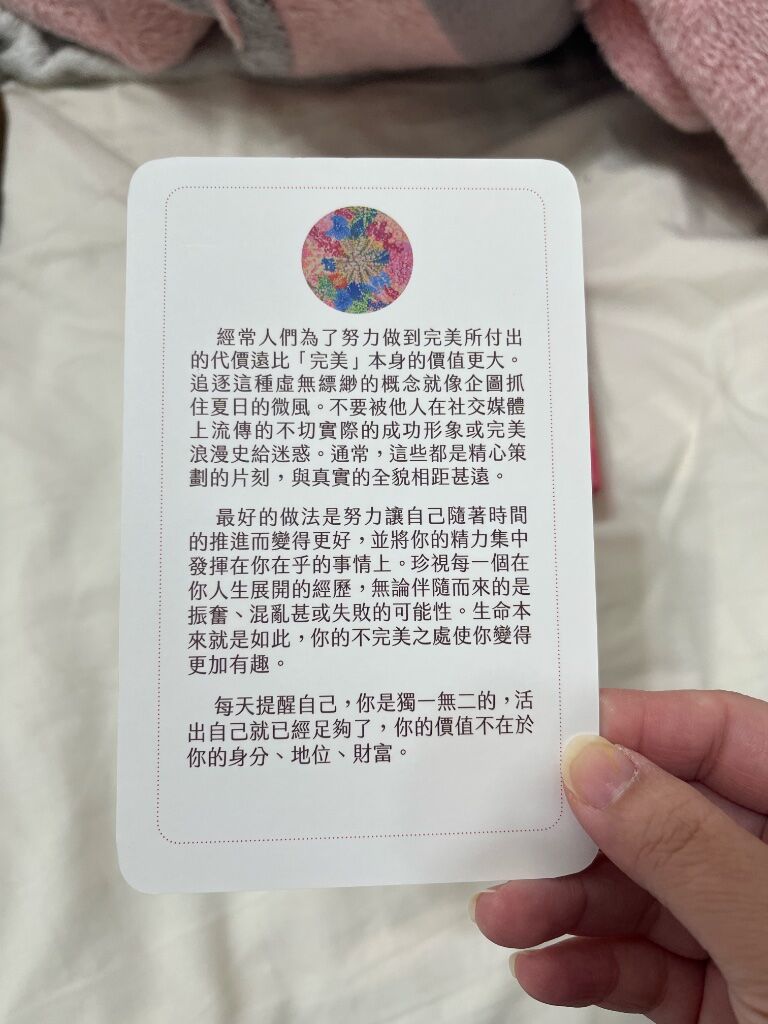 經常人們為了努力做到完美所付出
的代價遠比「完美」本身的價值更大。
追逐這種虛無縹緲的概念就像企圖抓
住夏日的微風。不要被他人在社交媒體
上流傳的不切實際的成功形象或完美
浪漫史給迷惑。通常，這些都是精心策
劃的片刻，與真實的全貌相距甚遠。
最好的做法是努力讓自己隨著時間
的推進而變得更好，並將你的精力集中
發揮在你在乎的事情上。珍視每一個在
你人生展開的經歷，無論伴隨而來的是
振奮、混亂甚或失敗的可能性。生命本
來就是如此，你的不完美之處使你變得
更加有趣。
每天提醒自己，你是獨一無二的，活
出自己就已經足夠了，你的價值不在於
你的身分、地位、財富。